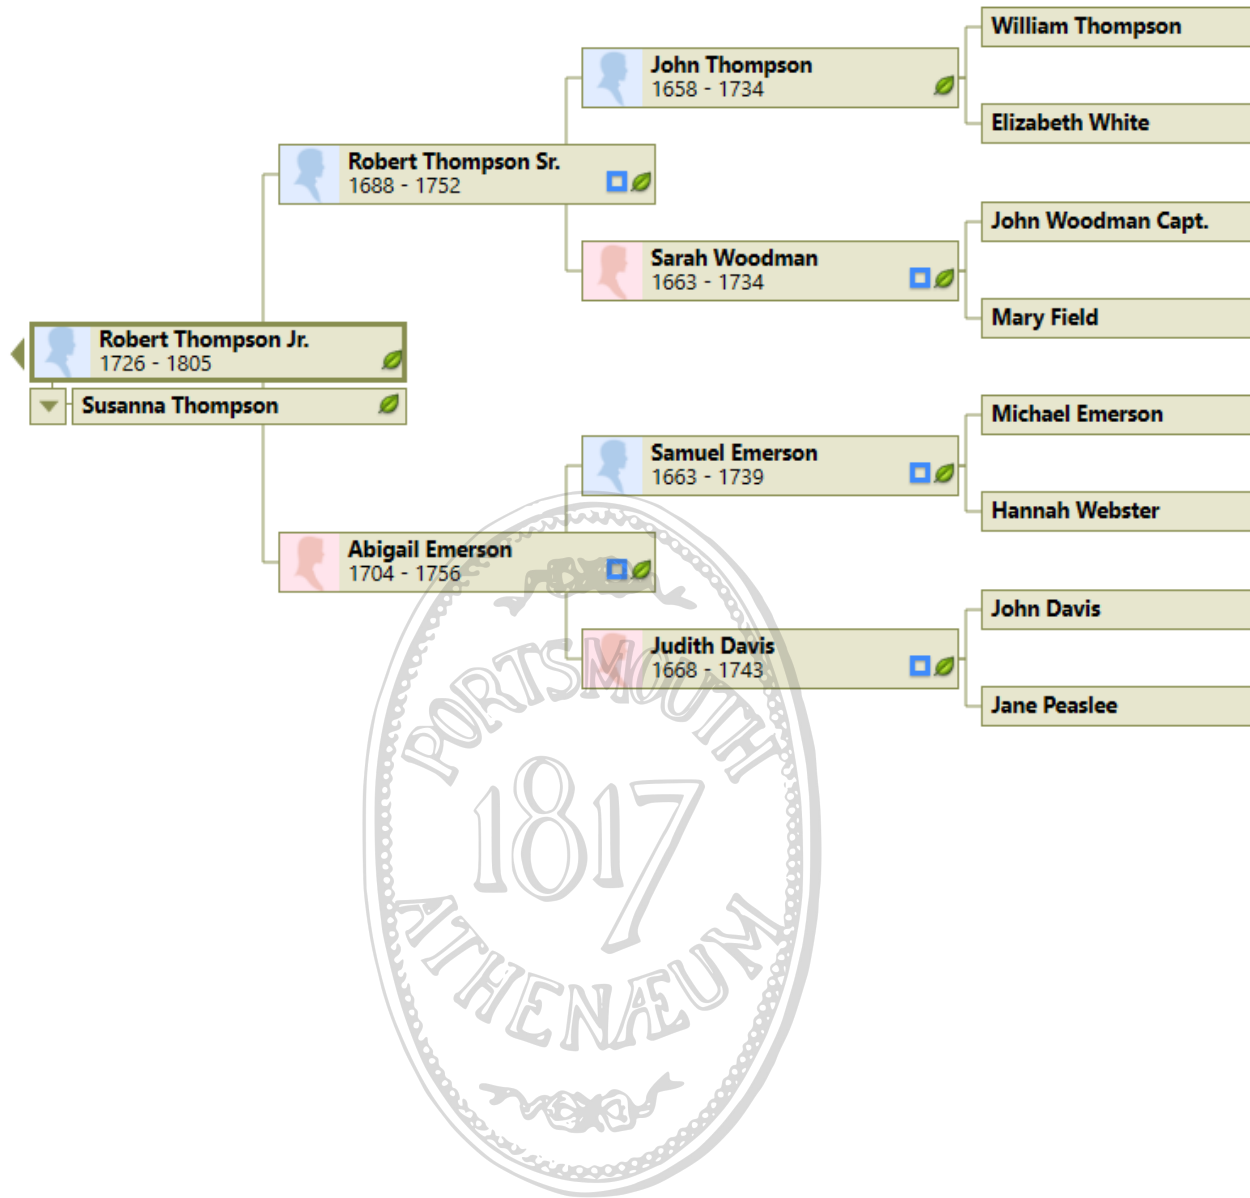 William Thompson
John Thompson
1658 - 1734
Elizabeth White
Robert Thompson Sr.
1688 - 1752
John Woodman Capt.
Sarah Woodman
1663 - 1734
Mary Field
Robert Thompson Jr.
1726 - 1805
Susanna Thompson
Michael Emerson
Samuel Emerson
1663 - 1739
Hannah Webster
Abigail Emerson
1704 - 1756
John Davis
Judith Davis
1668 - 1743
Jane Peaslee
PORTSMOUTH
1817
ATHENÆUM